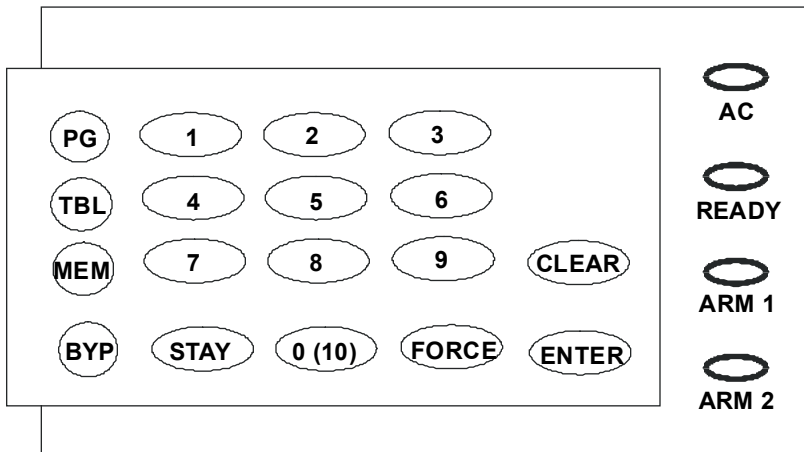 PG 1 2 3
TBL 4 5 6
MEM 7 8 9 CLEAR
BYP STAY 0 (10) FORCE ENTER
AC
READY
ARM 1
ARM 2